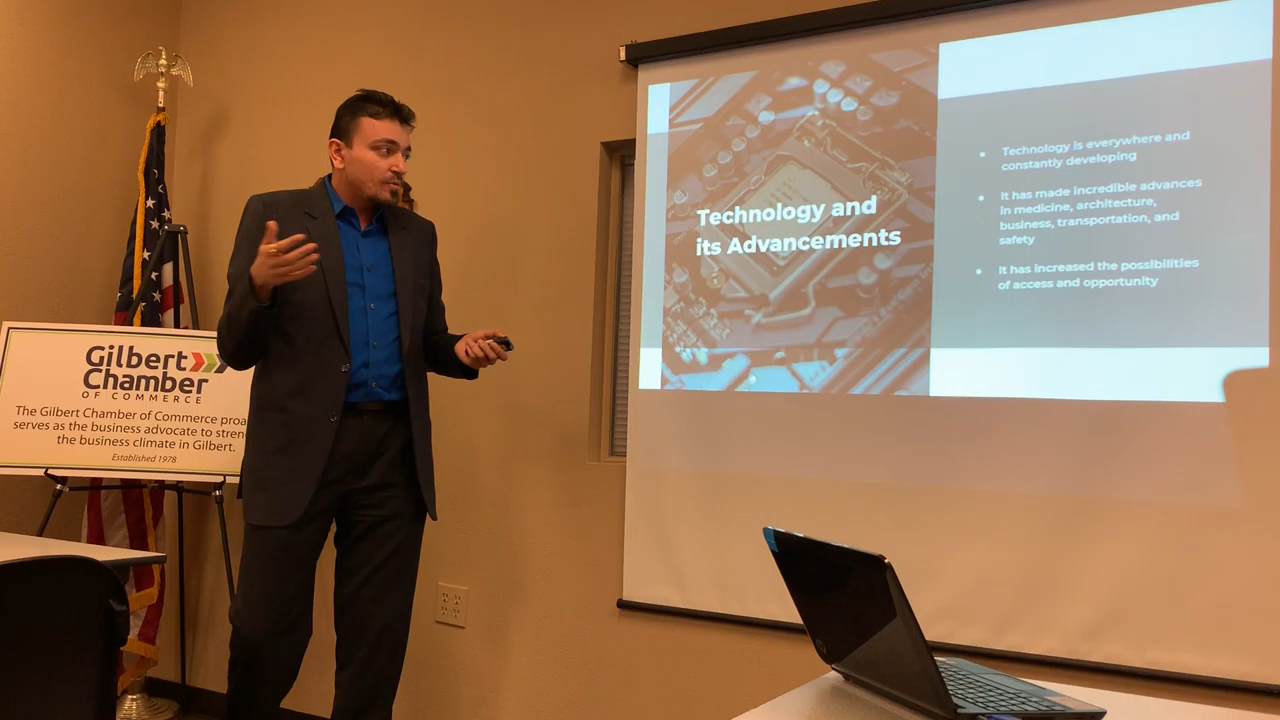 Gilbert
Chamber
OF COMMERCE
The Gilbert Chamber of Commerce
serves as the business advocate to
the business climate in Gilbert.
Established 1978
Technology and
its Advancements
• Technology is everywhere and
constantly developing
• It has made incredible advances
in medicine, architecture,
business, transportation, and
safety
• It has increased the possibilities
of access and opportunity